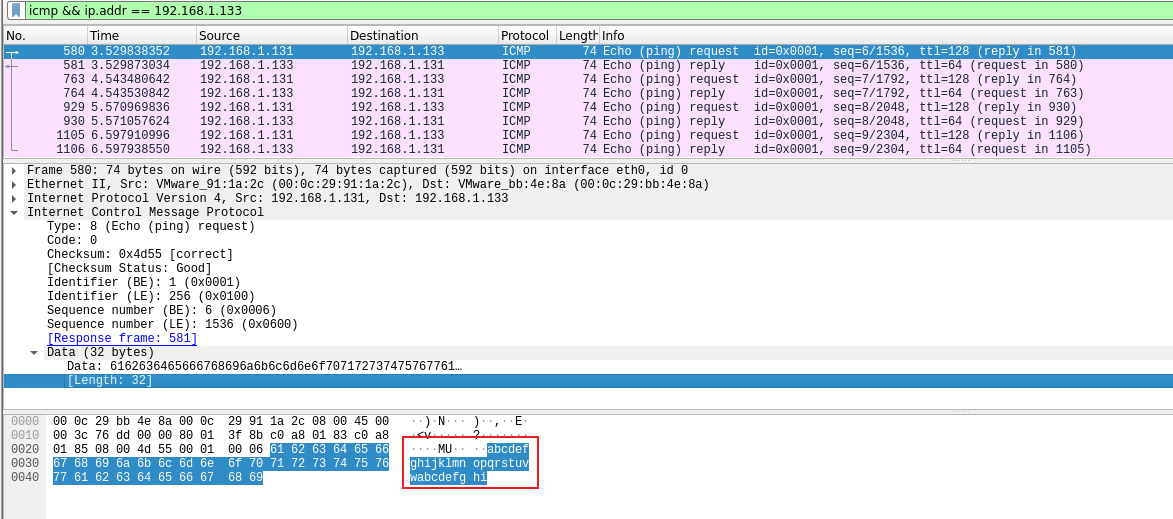 icmp && ip.addr == 192.168.1.133
No. Time Source Destination Protocol Length Info
580 3.529838352 192.168.1.131 192.168.1.133 ICMP 74 Echo (ping) request id=0x0001, seq=6/1536, ttl=128 (reply in 581)
581 3.529873034 192.168.1.133 192.168.1.131 ICMP 74 Echo (ping) reply id=0x0001, seq=6/1536, ttl=64 (request in 580)
763 4.543480642 192.168.1.131 192.168.1.133 ICMP 74 Echo (ping) request id=0x0001, seq=7/1792, ttl=128 (reply in 764)
764 4.543530842 192.168.1.133 192.168.1.131 ICMP 74 Echo (ping) reply id=0x0001, seq=7/1792, ttl=64 (request in 763)
929 5.570969836 192.168.1.131 192.168.1.133 ICMP 74 Echo (ping) request id=0x0001, seq=8/2048, ttl=128 (reply in 930)
930 5.571057624 192.168.1.133 192.168.1.131 ICMP 74 Echo (ping) reply id=0x0001, seq=8/2048, ttl=64 (request in 929)
1105 6.597910996 192.168.1.131 192.168.1.133 ICMP 74 Echo (ping) request id=0x0001, seq=9/2304, ttl=128 (reply in 1106)
1106 6.597938550 192.168.1.133 192.168.1.131 ICMP 74 Echo (ping) reply id=0x0001, seq=9/2304, ttl=64 (request in 1105)
Frame 580: 74 bytes on wire (592 bits), 74 bytes captured (592 bits) on interface eth0, id 0
Ethernet II, Src: VMware_91:1a:2c (00:0c:29:91:1a:2c), Dst: VMware_bb:4e:8a (00:0c:29:bb:4e:8a)
Internet Protocol Version 4, Src: 192.168.1.131, Dst: 192.168.1.133
Internet Control Message Protocol
Type: 8 (Echo (ping) request)
Code: 0
Checksum: 0x4d55 [correct]
[Checksum Status: Good]
Identifier (BE): 1 (0x0001)
Identifier (LE): 256 (0x0100)
Sequence number (BE): 6 (0x0006)
Sequence number (LE): 1536 (0x0600)
[Response frame: 581]
Data (32 bytes)
Data: 6162636465666768696a6b6c6d6e6f707172737475767761…
[Length: 32]
0000 00 0c 29 bb 4e 8a 00 0c 29 91 1a 2c 08 00 45 00 ··)·N··· )··,··E·
0010 00 3c 76 dd 00 00 80 01 3f 8b c0 a8 01 83 c0 a8 ·<v····· ?·······
0020 01 85 08 00 4d 55 00 01 00 06 61 62 63 64 65 66 ····MU·· ··abcdef
0030 67 68 69 6a 6b 6c 6d 6e 6f 70 71 72 73 74 75 76 ghijklmn opqrstuv
0040 77 61 62 63 64 65 66 67 68 69 wabcdefg hi